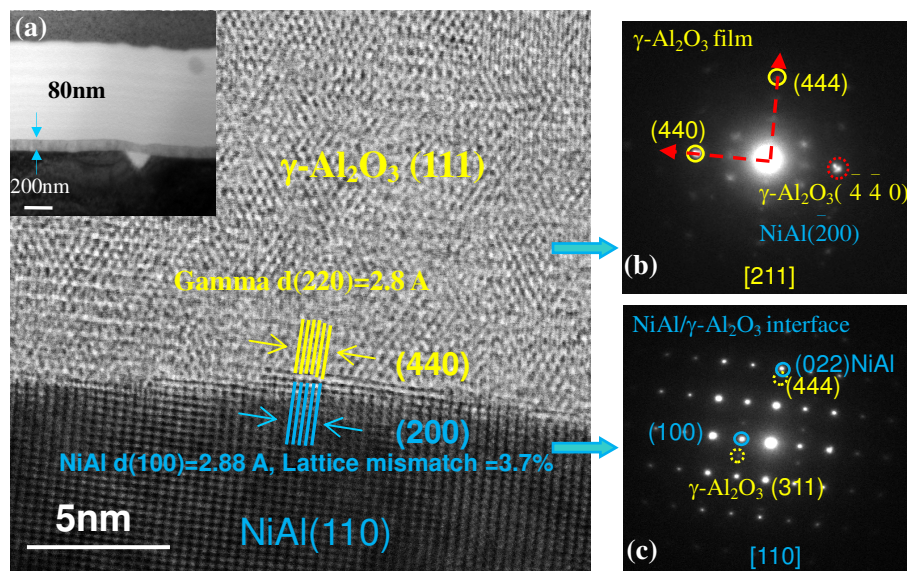 (a)
80nm
200nm
γ-Al₂O₃ (111)
Gamma d(220)=2.8 A
(440)
(200)
NiAl d(100)=2.88 A, Lattice mismatch =3.7%
5nm
NiAl(110)
γ-Al₂O₃ film
(444)
(440)
γ-Al₂O₃( 4̄ 4̄ 0)
NiAl(2̄00)
(b)
[211]
NiAl/γ-Al₂O₃ interface
(022)NiAl
(444)
(100)
γ-Al₂O₃ (311)
(c)
[110]